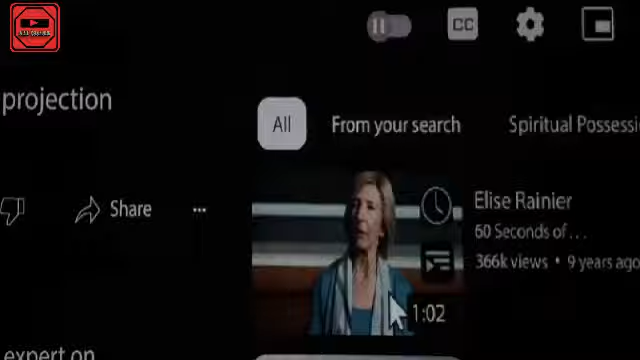 CC
projection
All
From your search
Spiritual Possessi
Share
Elise Rainier
60 Seconds of...
366k views • 9 years ago
1:02
expert on